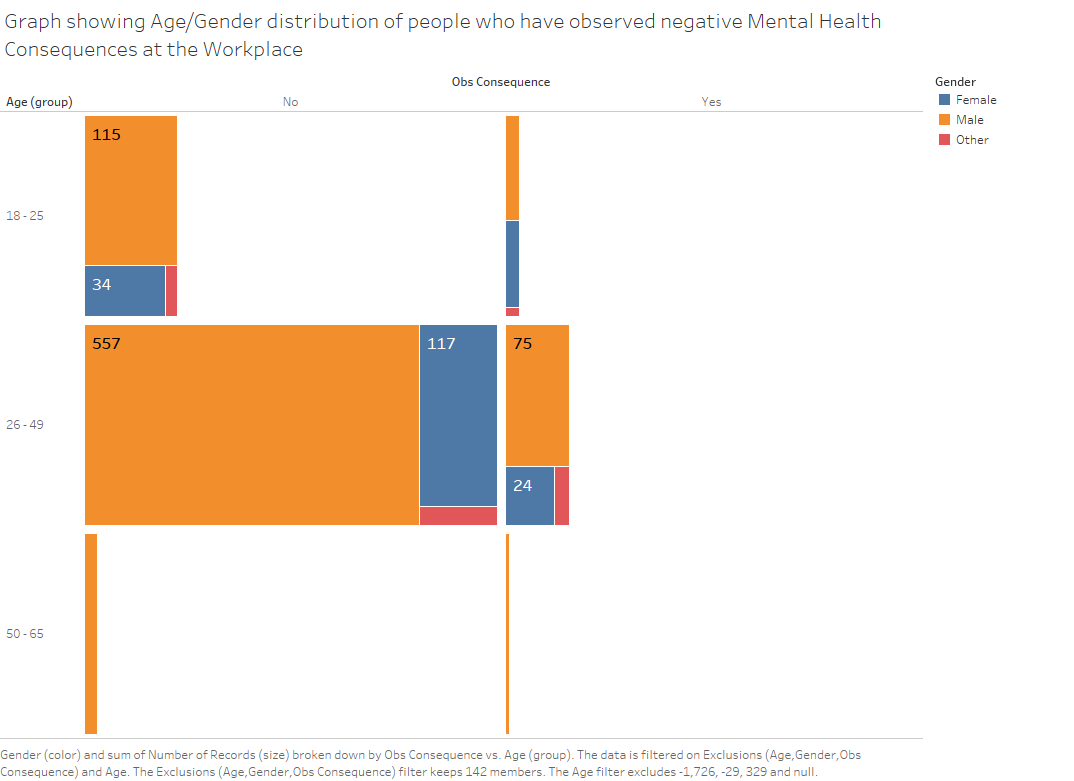 Graph showing Age/Gender distribution of people who have observed negative Mental Health
Consequences at the Workplace
Obs Consequence
Age (group)
No
Yes
Gender
Female
Male
Other
115
18 - 25
34
557
117
75
26 - 49
24
50 - 65
Gender (color) and sum of Number of Records (size) broken down by Obs Consequence vs. Age (group). The data is filtered on Exclusions (Age,Gender,Obs
Consequence) and Age. The Exclusions (Age,Gender,Obs Consequence) filter keeps 142 members. The Age filter excludes -1,726, -29, 329 and null.